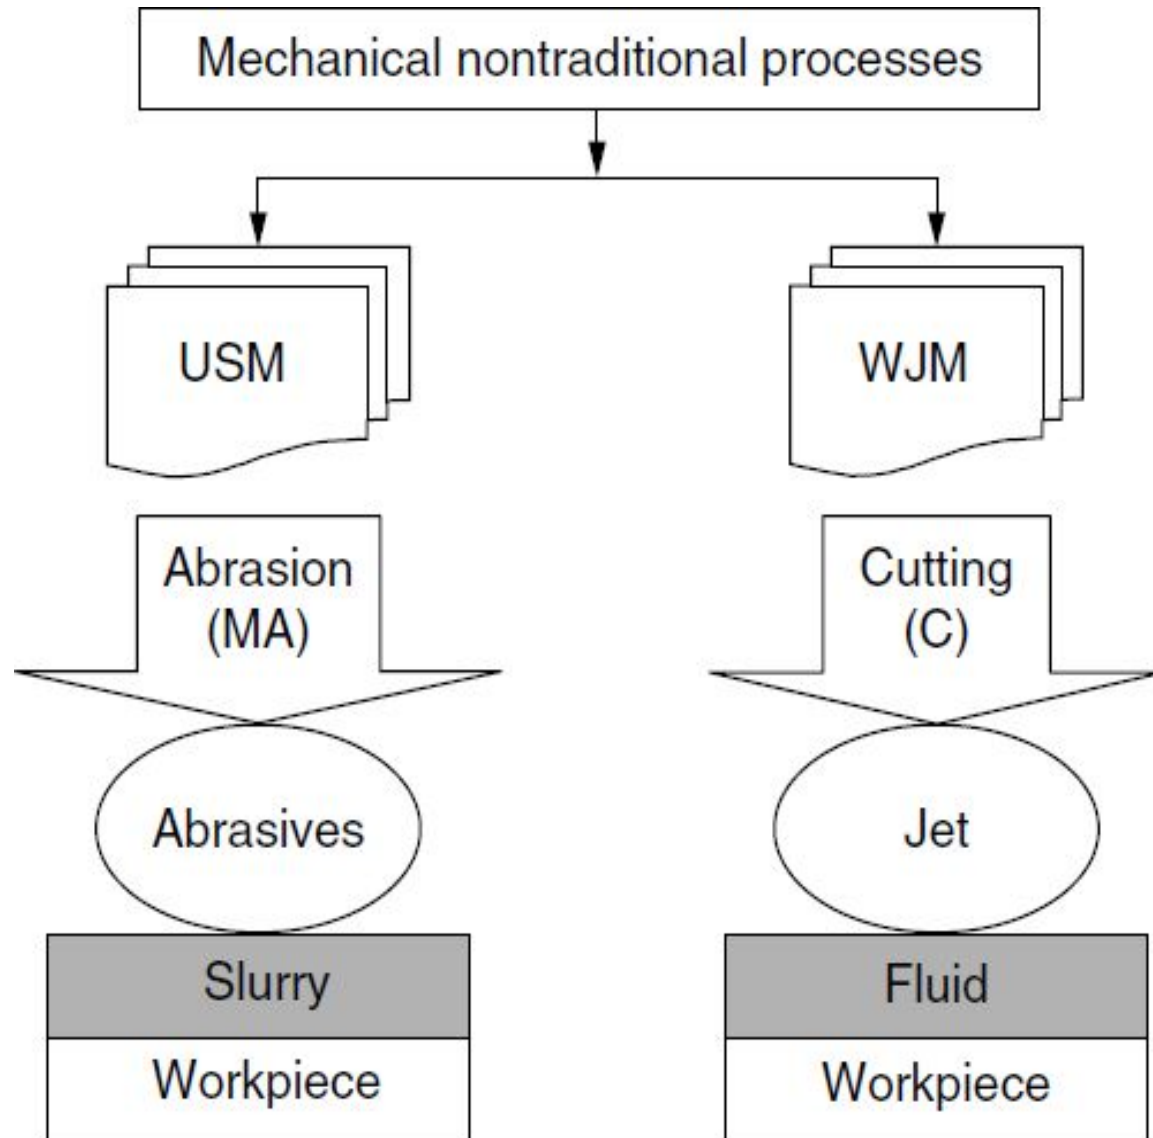 Mechanical nontraditional processes
USM
WJM
Abrasion
(MA)
Cutting
(C)
Abrasives
Jet
Slurry
Fluid
Workpiece
Workpiece